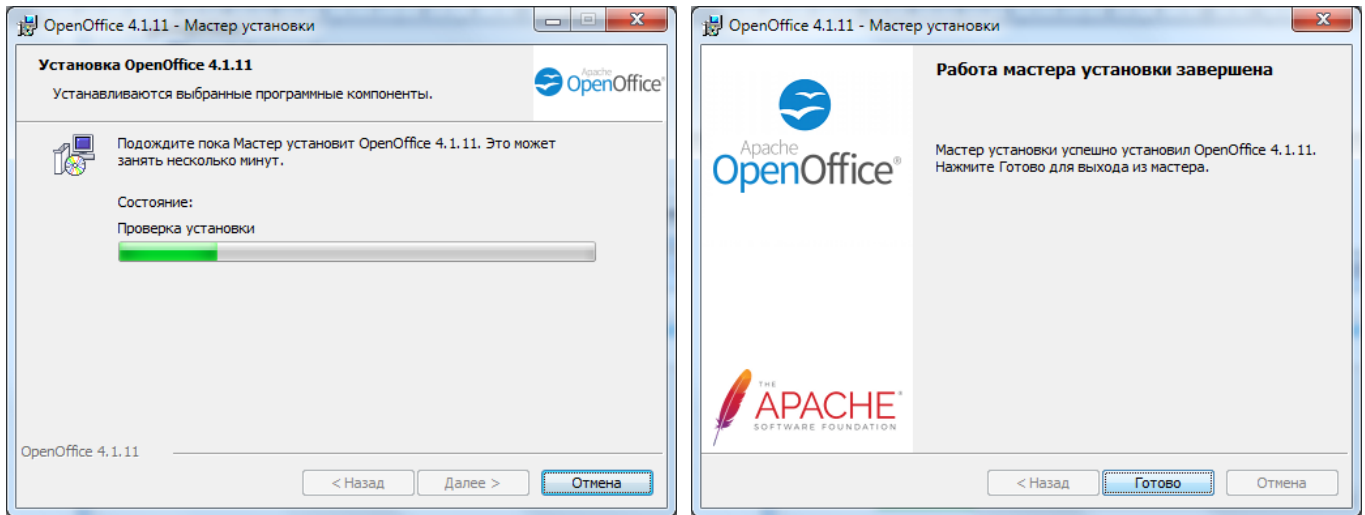 OpenOffice 4.1.11 - Мастер установки
Установка OpenOffice 4.1.11
Устанавливаются выбранные программные компоненты.
Apache
OpenOffice®
Подождите пока Мастер установит OpenOffice 4.1.11. Это может
занять несколько минут.
Состояние:
Проверка установки
OpenOffice 4.1.11
< Назад
Далее >
Отмена
OpenOffice 4.1.11 - Мастер установки
Apache
OpenOffice®
Работа мастера установки завершена
Мастер установки успешно установил OpenOffice 4.1.11.
Нажмите Готово для выхода из мастера.
THE
APACHE®
SOFTWARE FOUNDATION
< Назад
Готово
Отмена